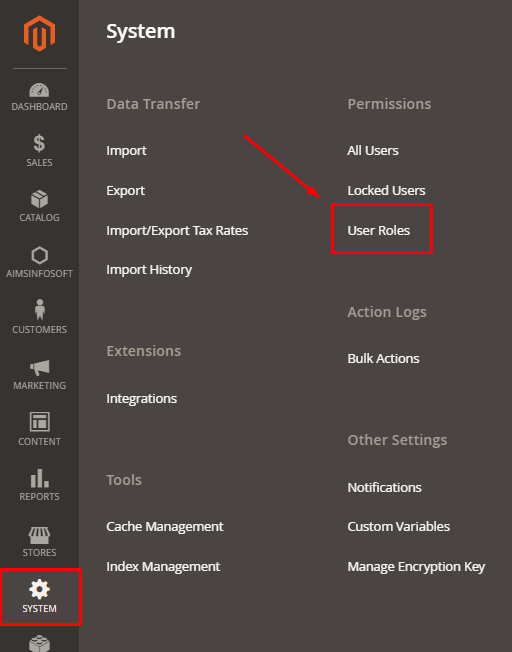 DASHBOARD
SALES
CATALOG
AIMSINFOSOFT
CUSTOMERS
MARKETING
CONTENT
REPORTS
STORES
SYSTEM
System
Data Transfer
Import
Export
Import/Export Tax Rates
Import History
Extensions
Integrations
Tools
Cache Management
Index Management
Permissions
All Users
Locked Users
User Roles
Action Logs
Bulk Actions
Other Settings
Notifications
Custom Variables
Manage Encryption Key